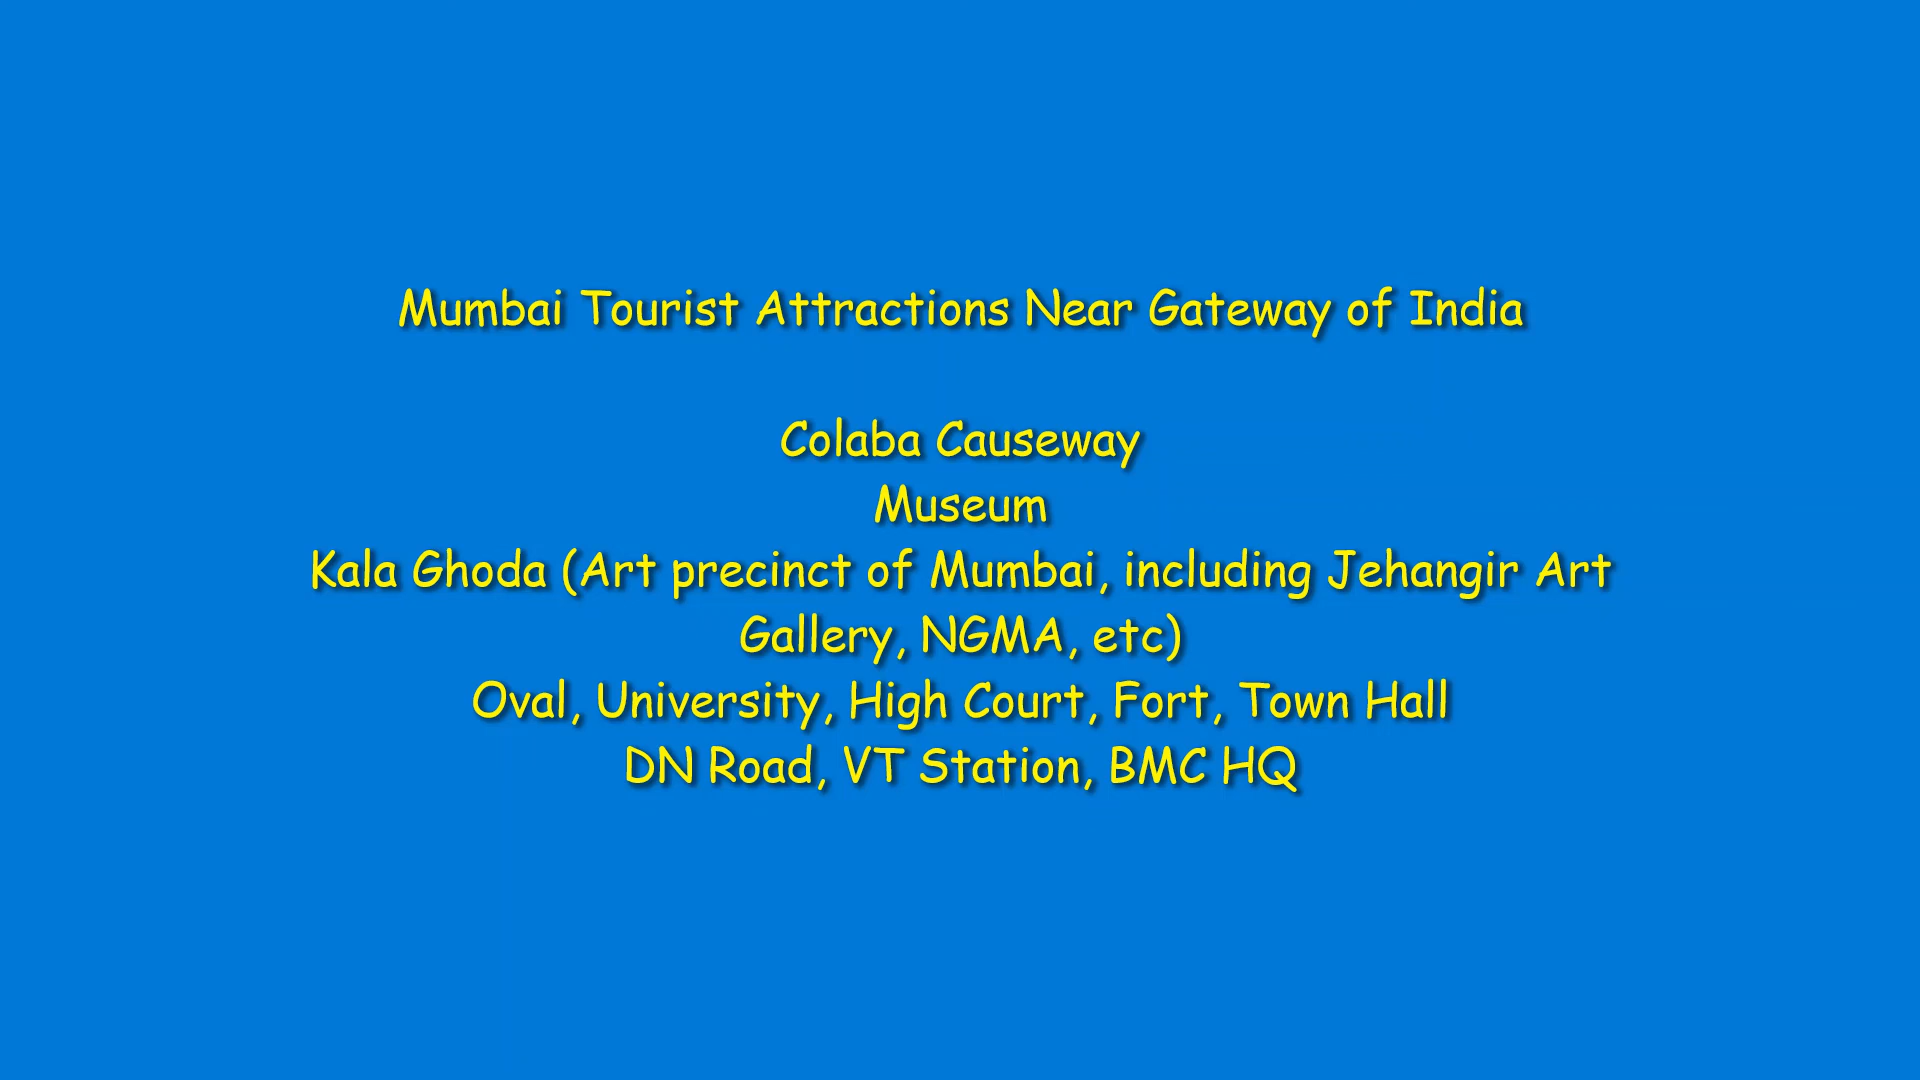 Mumbai Tourist Attractions Near Gateway of India
Colaba Causeway
Museum
Kala Ghoda (Art precinct of Mumbai, including Jehangir Art
Gallery, NGMA, etc)
Oval, University, High Court, Fort, Town Hall
DN Road, VT Station, BMC HQ